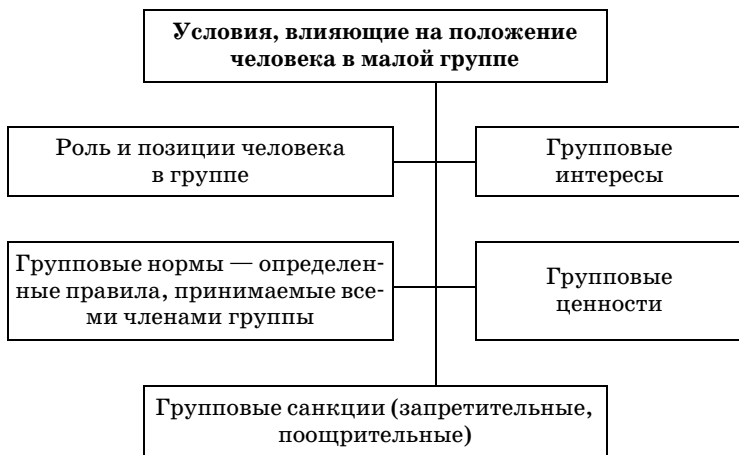 Условия, влияющие на положение
человека в малой группе
Роль и позиции человека
в группе
Групповые
интересы
Групповые нормы — определен-
ные правила, принимаемые все-
ми членами группы
Групповые
ценности
Групповые санкции (запретительные,
поощрительные)